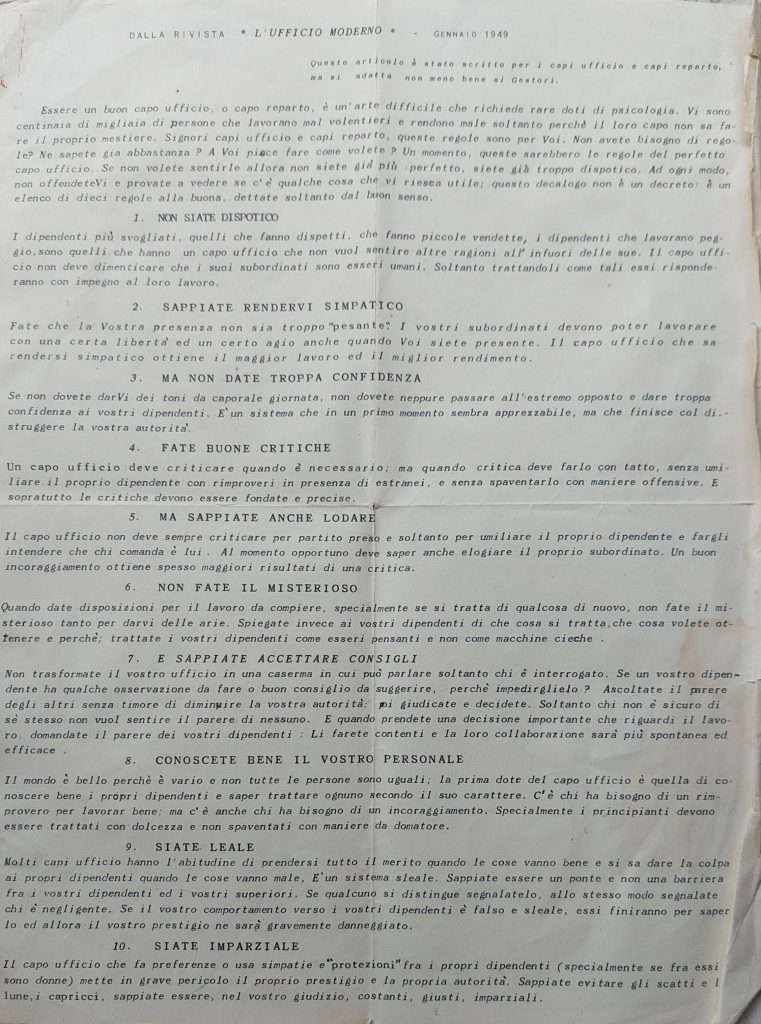 DALLA RIVISTA * L'UFFICIO MODERNO * - GENNAIO 1949
Questo articolo è stato scritto per i capi ufficio e capi reparto,
ma si adatta non meno bene ai Gestori.
Essere un buon capo ufficio, o capo reparto, è un'arte difficile che richiede rare doti di psicologia. Vi sono
centinaia di migliaia di persone che lavorano mal volentieri e rendono male soltanto perchè il loro capo non sa fa-
re il proprio mestiere. Signori capi ufficio e capi reparto, queste regole sono per Voi. Non avete bisogno di rego-
le? Ne sapete gia abbastanza ? A Voi piace fare come volete ? Un momento, queste sarebbero le regole del perfetto
capo ufficio. Se non volete sentirle allora non siete già più perfetto, siete già troppo dispotico. Ad ogni modo,
non offendeteVi e provate a vedere se c'è qualche cosa che vi riesca utile; questo decalogo non è un decreto: è un
elenco di dieci regole alla buona, dettate soltanto dal buon senso.
1. NON SIATE DISPOTICO
I dipendenti più svogliati, quelli che fanno dispetti, che fanno piccole vendette, i dipendenti che lavorano peg-
gio,sono quelli che hanno un capo ufficio che non vuol sentire altre ragioni all'infuori delle sue. Il capo uffi-
cio non deve dimenticare che i suoi subordinati sono esseri umani. Soltanto trattandoli come tali essi risponde-
ranno con impegno al loro lavoro.
2. SAPPIATE RENDERVI SIMPATICO
Fate che la Vostra presenza non sia troppo "pesante". I vostri subordinati devono poter lavorare
con una certa libertà ed un certo agio anche quando Voi siete presente. Il capo ufficio che sa
rendersi simpatico ottiene il maggior lavoro ed il miglior rendimento.
3. MA NON DATE TROPPA CONFIDENZA
Se non dovete darVi dei toni da caporale giornata, non dovete neppure passare all'estremo opposto e dare troppa
confidenza ai vostri dipendenti. E'un sistema che in un primo momento sembra apprezzabile, ma che finisce col di.-
struggere la vostra autorità.
4. FATE BUONE CRITICHE
Un capo ufficio deve criticare quando è necessario; ma quando critica deve farlo con tatto, senza umi-
liare il proprio dipendente con rimproveri in presenza di estranei, e senza spaventarlo con maniere offensive. E
sopratutto le critiche devono essere fondate e precise.
5. MA SAPPIATE ANCHE LODARE
Il capo ufficio non deve sempre criticare per partito preso e soltanto per umiliare il proprio dipendente e fargli
intendere che chi comanda è lui . Al momento opportuno deve saper anche elogiare il proprio subordinato. Un buon
incoraggiamento ottiene spesso maggiori risultati di una critica.
6. NON FATE IL MISTERIOSO
Quando date disposizioni per il lavoro da compiere, specialmente se si tratta di qualcosa di nuovo, non fate il mi-
sterioso tanto per darvi delle arie. Spiegate invece ai vostri dipendenti di che cosa si tratta,che cosa volete ot-
tenere e perchè; trattate i vostri dipendenti come esseri pensanti e non come macchine cieche .
7. E SAPPIATE ACCETTARE CONSIGLI
Non trasformate il vostro ufficio in una caserma in cui può parlare soltanto chi è interrogato. Se un vostro dipen-
dente ha qualche osservazione da fare o buon consiglio da suggerire, perchè impedirglielo ? Ascoltate il parere
degli altri senza timore di diminuire la vostra autorità; poi giudicate e decidete. Soltanto chi non è sicuro di
sè stesso non vuol sentire il parere di nessuno. E quando prendete una decisione importante che riguardi il lavo-
ro, domandate il parere dei vostri dipendenti : Li farete contenti e la loro collaborazione sarà più spontanea ed
efficace .
8. CONOSCETE BENE IL VOSTRO PERSONALE
Il mondo è bello perchè è vario e non tutte le persone sono uguali; la prima dote del capo ufficio è quella di co-
noscere bene i propri dipendenti e saper trattare ognuno secondo il suo carattere. C'è chi ha bisogno di un rim-
provero per lavorar bene; ma c'è anche chi ha bisogno di un incoraggiamento. Specialmente i principianti devono
essere trattati con dolcezza e non spaventati con maniere da domatore.
9. SIATE LEALE
Molti capi ufficio hanno l'abitudine di prendersi tutto il merito quando le cose vanno bene e si sa dare la colpa
ai propri dipendenti quando le cose vanno male, E'un sistema sleale. Sappiate essere un ponte e non una barriera
fra i vostri dipendenti ed i vostri superiori. Se qualcuno si distingue segnalatelo, allo stesso modo segnalate
chi è negligente. Se il vostro comportamento verso i vostri dipendenti è falso e sleale, essi finiranno per saper
lo ed allora il vostro prestigio ne sarà gravemente danneggiato.
10. SIATE IMPARZIALE
Il capo ufficio che fa preferenze o usa simpatie e"protezioni"fra i propri dipendenti (specialmente se fra essi
sono donne) mette in grave pericolo il proprio prestigio e la propria autorità. Sappiate evitare gli scatti e l
lune,i capricci, sappiate essere, nel vostro giudizio, costanti, giusti, imparziali.